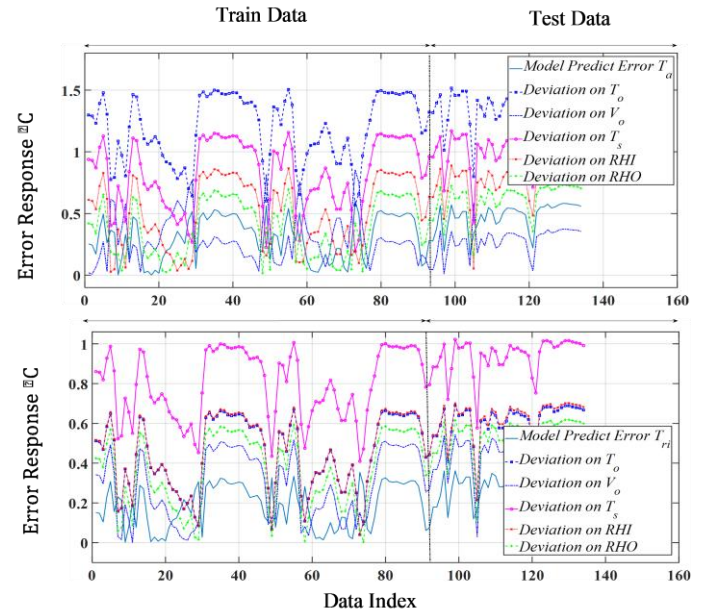 Train Data
Test Data
Error Response ⍰C
1.5
1
0.5
0
Model Predict Error Ta
Deviation on To
Deviation on Vo
Deviation on Ts
Deviation on RHI
Deviation on RHO
0 20 40 60 80 100 120 140 160
Error Response ⍰C
1
0.8
0.6
0.4
0.2
0
Model Predict Error Tri
Deviation on To
Deviation on Vo
Deviation on Ts
Deviation on RHI
Deviation on RHO
0 20 40 60 80 100 120 140 160
Data Index